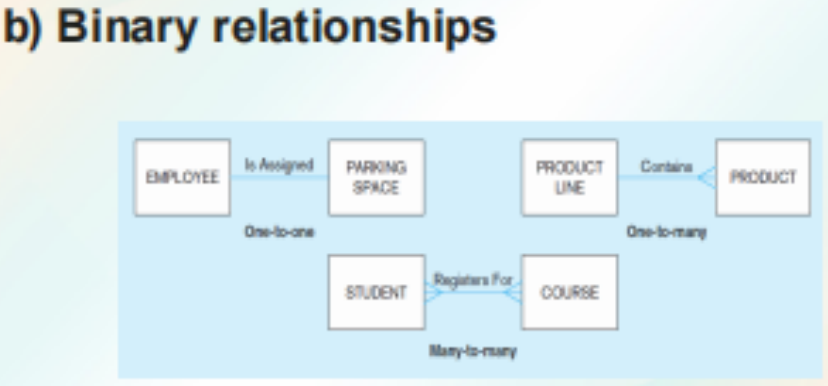 b) Binary relationships
EMPLOYEE
Is Assigned
PARKING
SPACE
One-to-one
PRODUCT
LINE
Contains
PRODUCT
One-to-many
STUDENT
Registers For
COURSE
Many-to-many